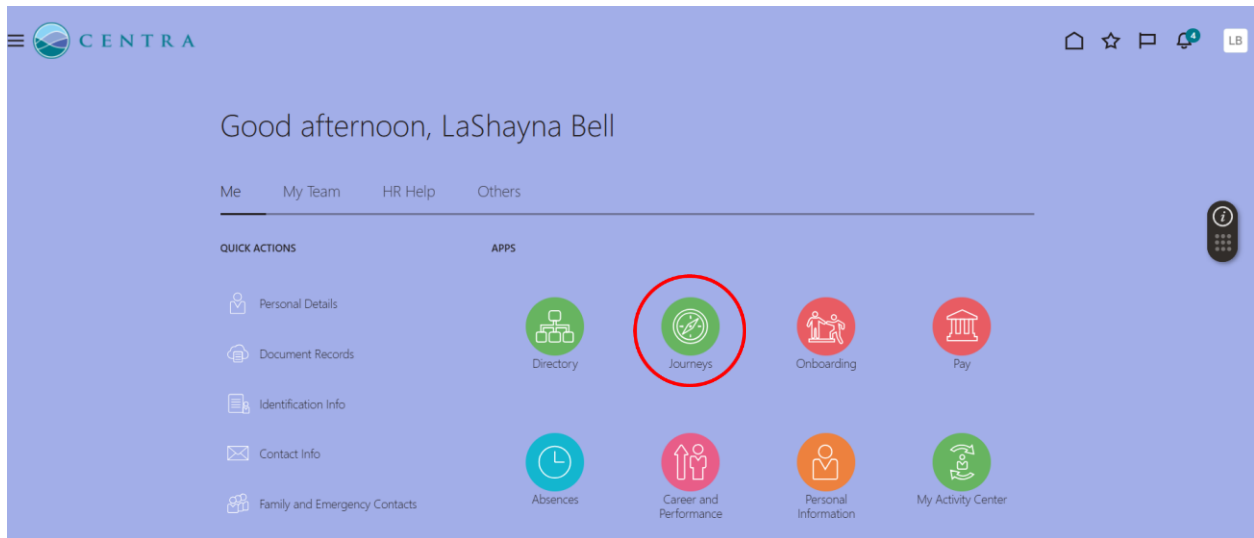 CENTRA
4
LB
Good afternoon, LaShayna Bell
Me My Team HR Help Others
QUICK ACTIONS
Personal Details
Document Records
Identification Info
Contact Info
Family and Emergency Contacts
APPS
Directory
Journeys
Onboarding
Pay
Absences
Career and
Performance
Personal
Information
My Activity Center